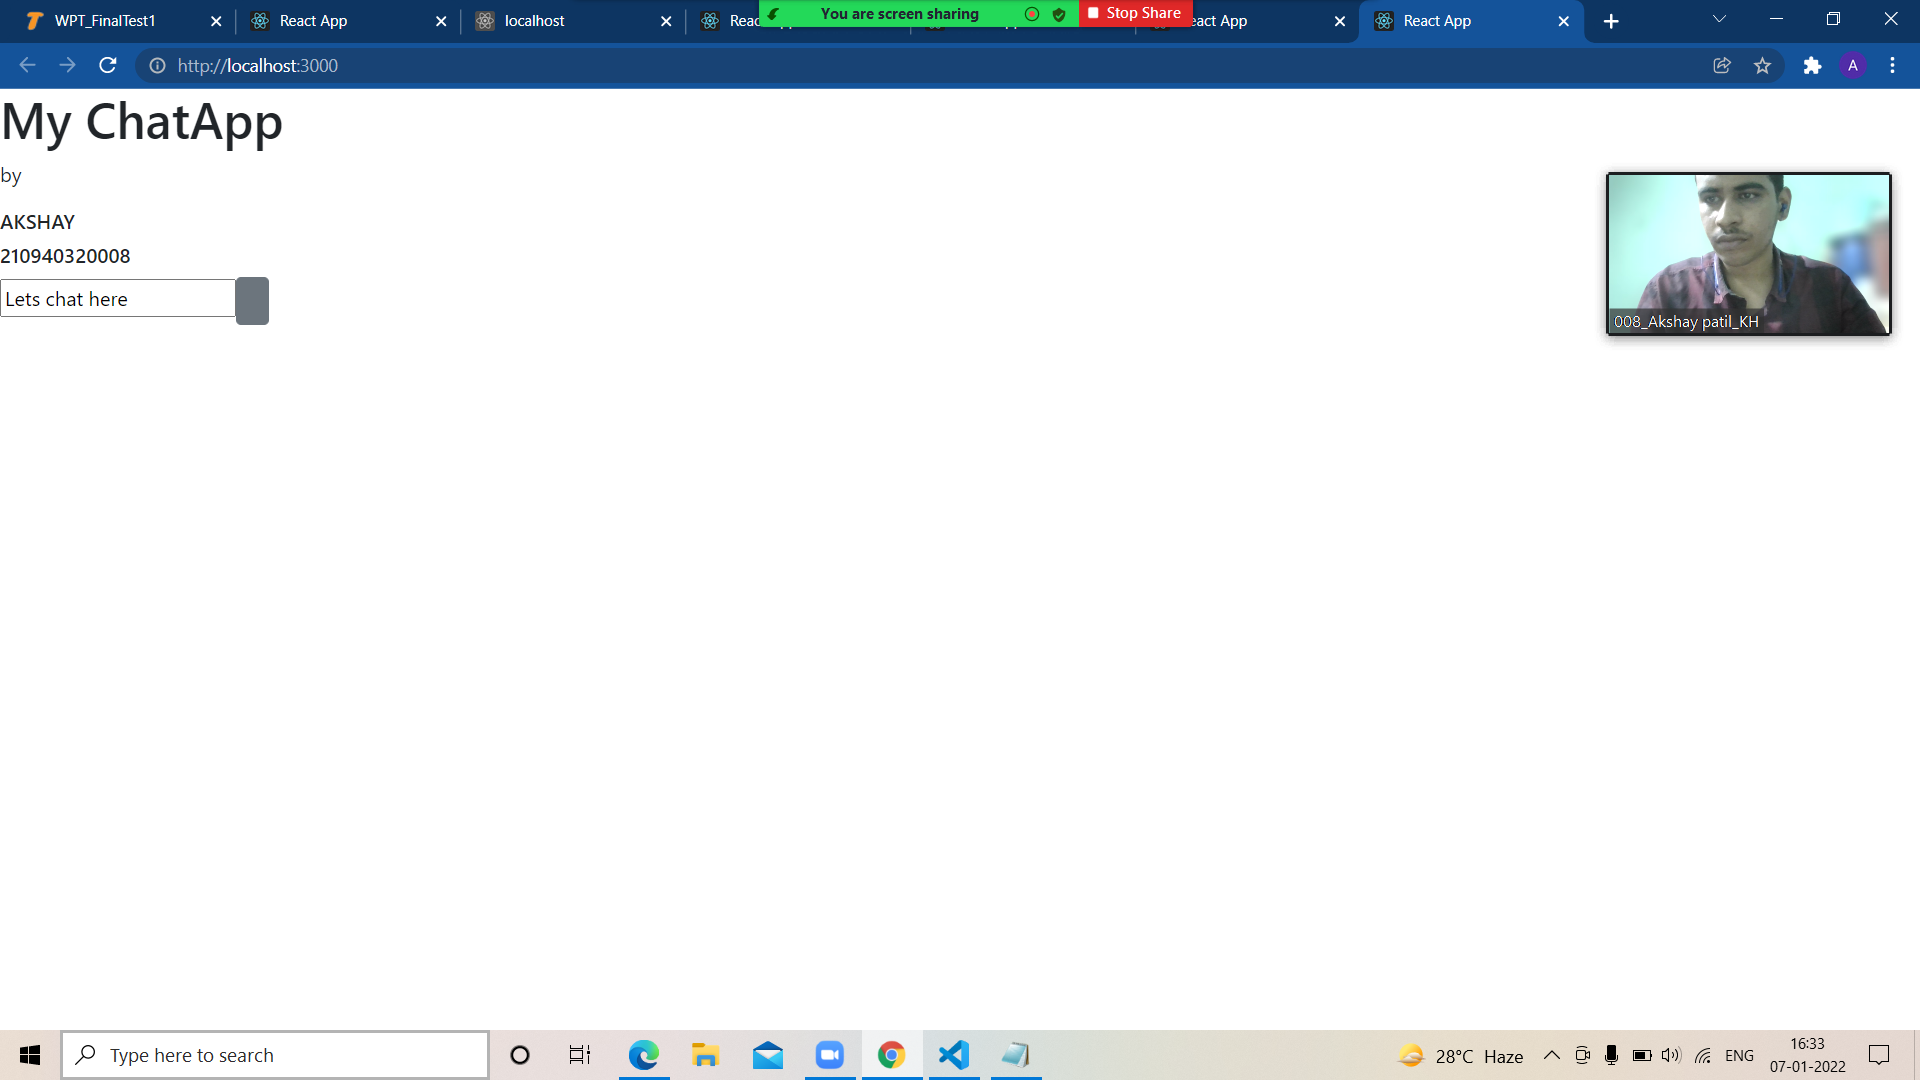 WPT_FinalTest1
React App
localhost
Reac
You are screen sharing
Stop Share
act App
React App
http://localhost:3000
A
My ChatApp
by
AKSHAY
210940320008
Lets chat here
008_Akshay patil_KH
Type here to search
28°C Haze
ENG
16:33
07-01-2022